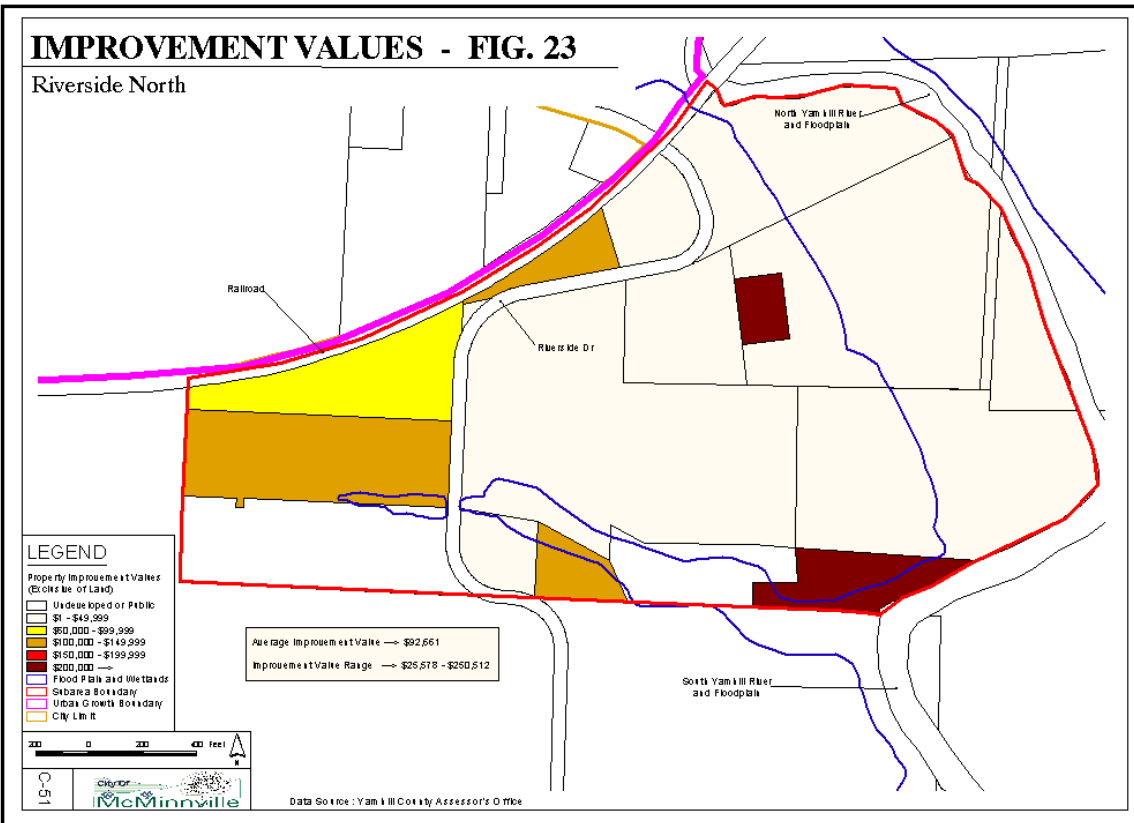 IMPROVEMENT VALUES - FIG. 23
Riverside North
North Yamhill River
and Floodplain
Railroad
Riverside Dr
LEGEND
Property Improvement Values
(Exclusive of Land)
Undeveloped or Public
$1 - $49,999
$50,000 - $99,999
$100,000 - $149,999
$150,000 - $199,999
$200,000 —>
Flood Plain and Wetlands
Subarea Boundary
Urban Growth Boundary
City Limit
Average Improvement Value —> $92,661
Improvement Value Range —> $25,578 - $250,512
South Yamhill River
and Floodplain
200 0 200 400 Feet
N
C-51
City Of
McMinnville
Data Source: Yamhill County Assessor's Office